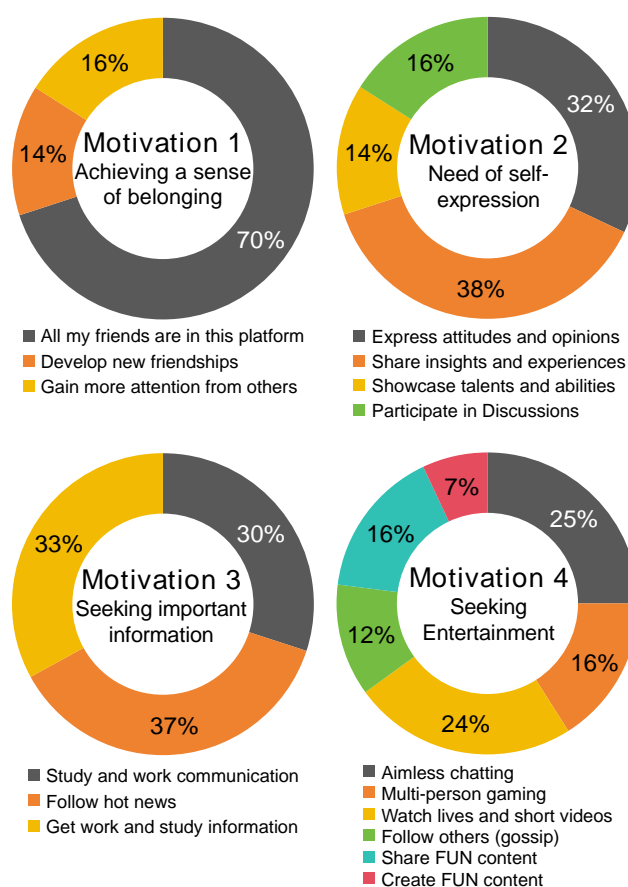 16%
14%
70%
Motivation 1
Achieving a sense
of belonging
All my friends are in this platform
Develop new friendships
Gain more attention from others
16%
32%
14%
38%
Motivation 2
Need of self-
expression
Express attitudes and opinions
Share insights and experiences
Showcase talents and abilities
Participate in Discussions
33%
30%
37%
Motivation 3
Seeking important
information
Study and work communication
Follow hot news
Get work and study information
7%
25%
16%
12%
16%
24%
Motivation 4
Seeking
Entertainment
Aimless chatting
Multi-person gaming
Watch lives and short videos
Follow others (gossip)
Share FUN content
Create FUN content